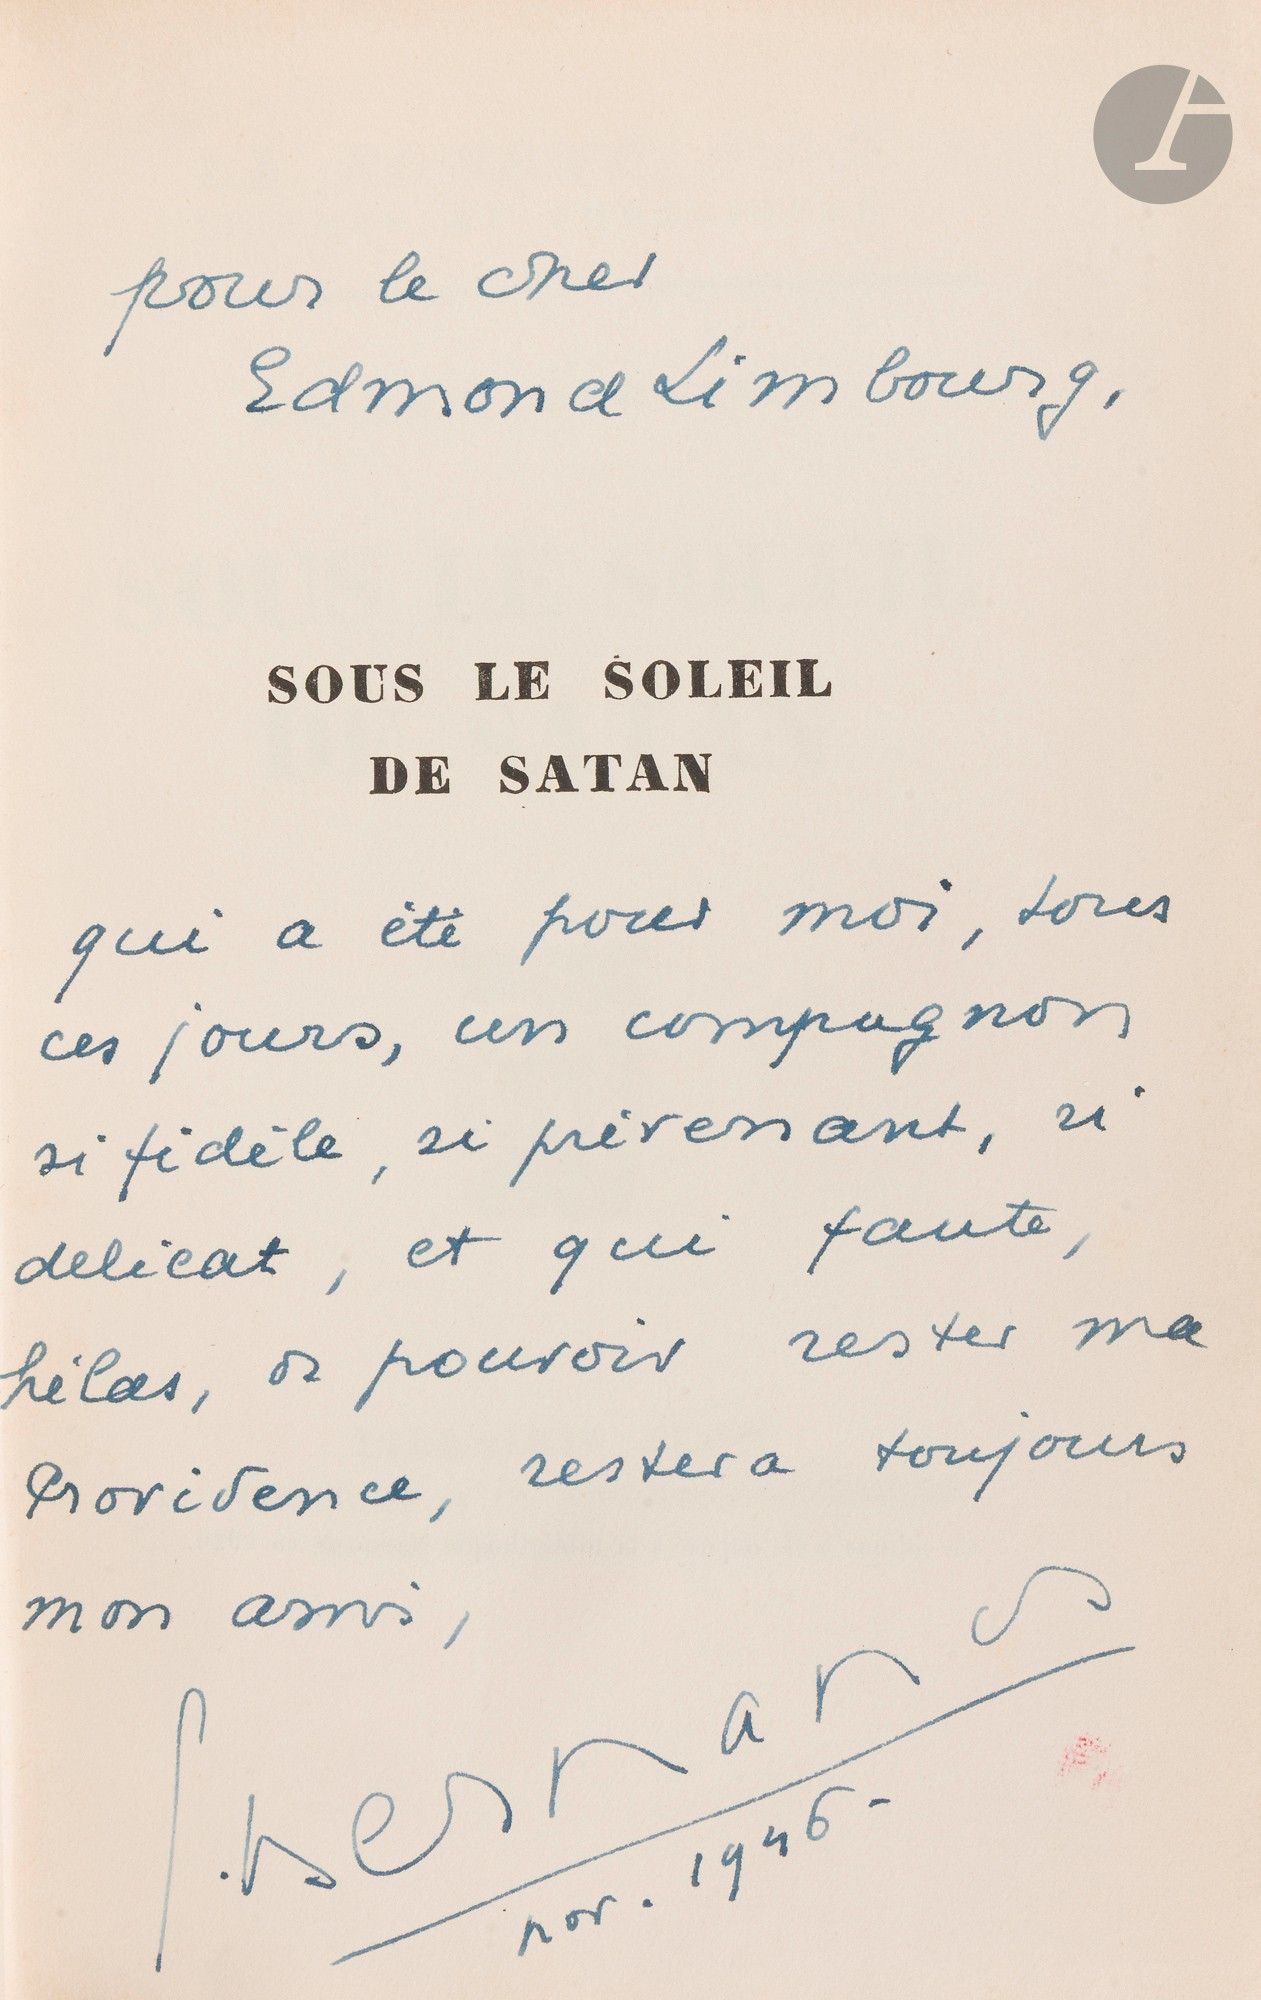 pour le cher
Edmond Limbourg,
SOUS LE SOLEIL
DE SATAN
qui a été pour moi, tous
ces jours, un compagnon
si fidèle, si prévenant, si
delicat, et qui faute,
hélas, de pouvoir rester ma
Providence, restera toujours
mon ami,
G. Bernanos
nov. 1946.